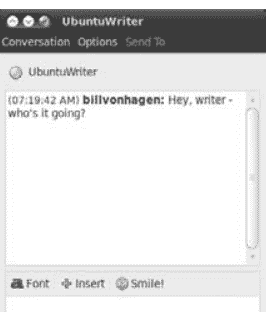 UbuntuWriter
Conversation Options Send To
UbuntuWriter
(07:19:42 AM) billvonhagen: Hey, writer -
who's it going?
Font Insert Smile!